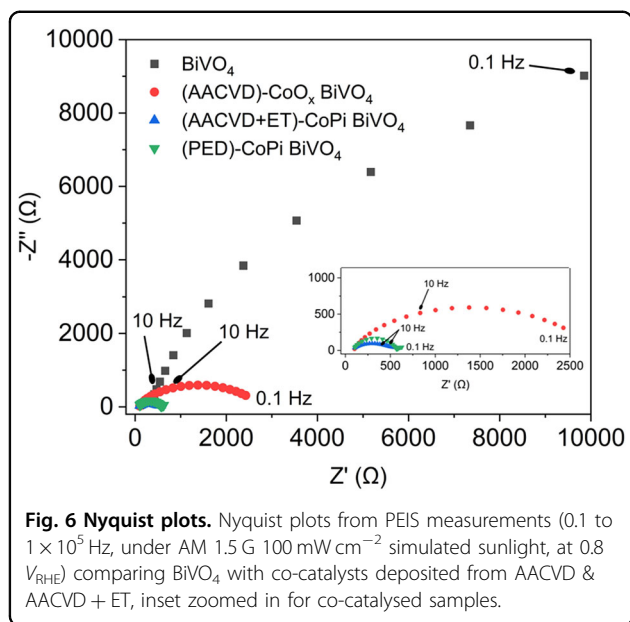 10000
8000
6000
4000
2000
0
-Z'' (Ω)
BiVO₄
(AACVD)-CoOₓ BiVO₄
(AACVD+ET)-CoPi BiVO₄
(PED)-CoPi BiVO₄
0.1 Hz
10 Hz
10 Hz
0.1 Hz
1000
500
0
10 Hz
10 Hz
0.1 Hz
0.1 Hz
0 500 1000 1500 2000 2500
Z' (Ω)
0 2000 4000 6000 8000 10000
Z' (Ω)
Fig. 6 Nyquist plots. Nyquist plots from PEIS measurements (0.1 to
1 × 10⁵ Hz, under AM 1.5 G 100 mW cm⁻² simulated sunlight, at 0.8
V_RHE) comparing BiVO₄ with co-catalysts deposited from AACVD &
AACVD + ET, inset zoomed in for co-catalysed samples.